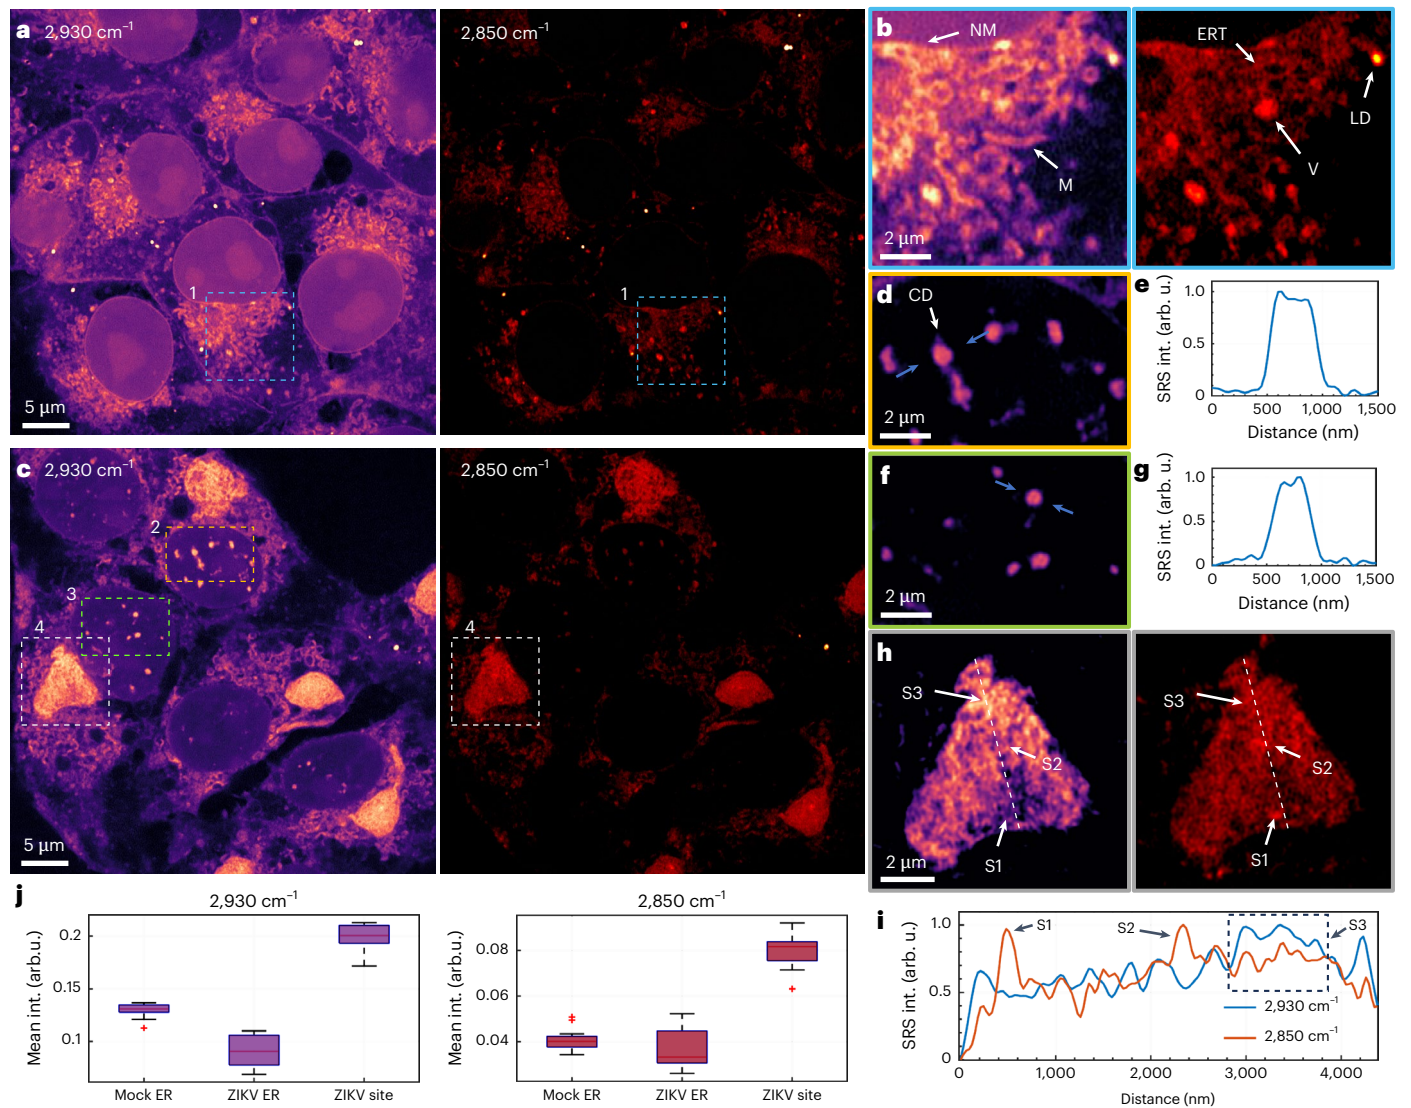 a 2,930 cm⁻¹
2,850 cm⁻¹
1
1
5 µm
b NM
M
2 µm
ERT
LD
V
c 2,930 cm⁻¹
2,850 cm⁻¹
2
3
4
4
5 µm
d CD
2 µm
e
SRS int. (arb. u.)
1.0
0.5
0
0 500 1,000 1,500
Distance (nm)
f
2 µm
g
SRS int. (arb. u.)
1.0
0.5
0
0 500 1,000 1,500
Distance (nm)
h
S3
S2
S1
2 µm
S3
S2
S1
i
SRS int. (arb. u.)
1.0
0.5
0
S1
S2
S3
2,930 cm⁻¹
2,850 cm⁻¹
0 1,000 2,000 3,000 4,000
Distance (nm)
j
2,930 cm⁻¹
Mean int. (arb.u.)
0.2
0.15
0.1
Mock ER ZIKV ER ZIKV site
2,850 cm⁻¹
Mean int. (arb.u.)
0.08
0.06
0.04
Mock ER ZIKV ER ZIKV site